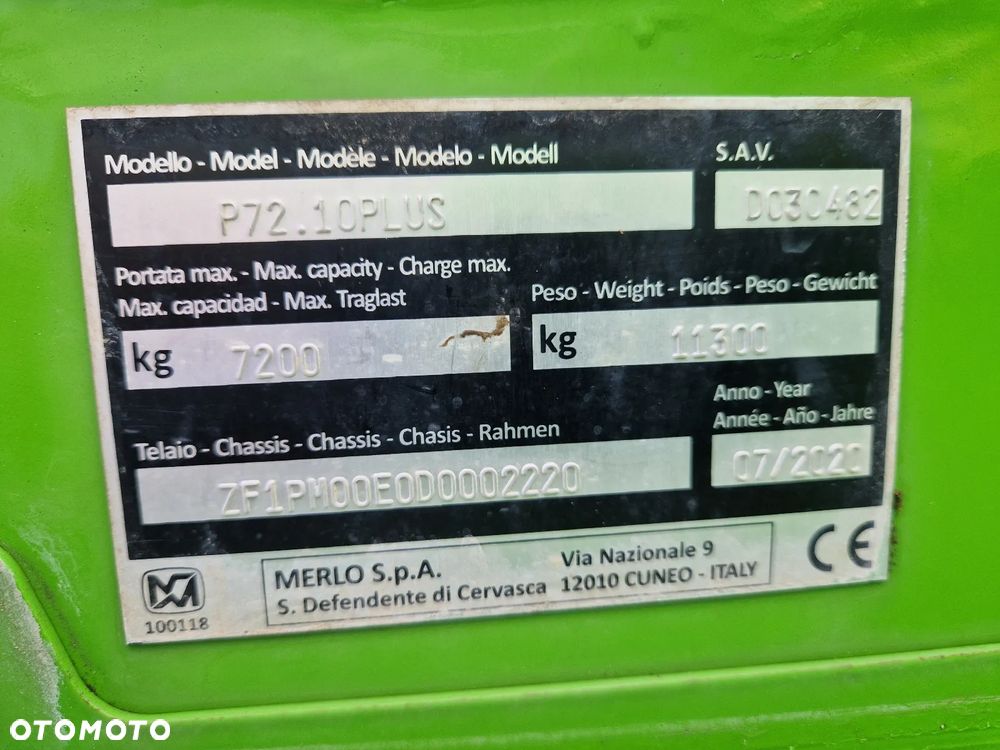 Modello - Model - Modèle - Modelo - Modell
S.A.V.
P72.10PLUS
D030482
Portata max. - Max. capacity - Charge max.
Max. capacidad - Max. Traglast
Peso - Weight - Poids - Peso - Gewicht
kg 7200
kg 11300
Anno - Year
Année - Año - Jahre
Telaio - Chassis - Chassis - Chasis - Rahmen
ZF1PM00E0D0002220
07/2020
MERLO S.p.A.
S. Defendente di Cervasca
Via Nazionale 9
12010 CUNEO - ITALY
CE
100118
OTOMOTO